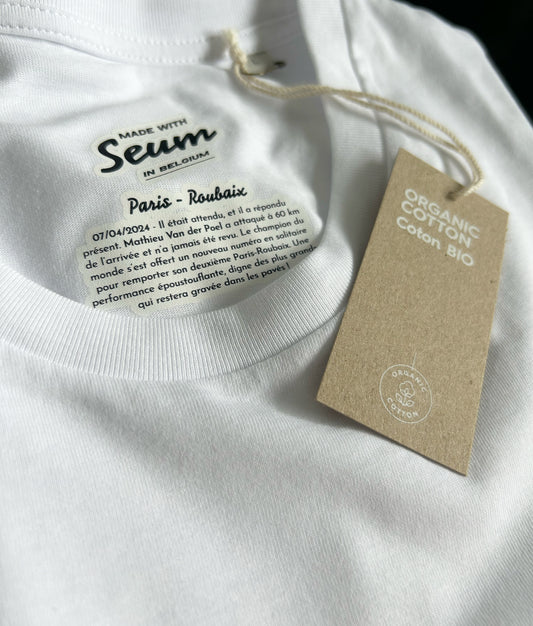 MADE WITH
Seum
IN BELGIUM
Paris - Roubaix
07/04/2024 - Il était attendu, et il a répondu
présent. Mathieu Van der Poel a attaqué à 60 km
de l'arrivée et n'a jamais été revu. Le champion du
monde s'est offert un nouveau numéro en solitaire
pour remporter son deuxième Paris-Roubaix. Une
performance époustouflante, digne des plus grands
qui restera gravée dans les pavés !
ORGANIC
COTTON
Coton BIO
ORGANIC
COTTON